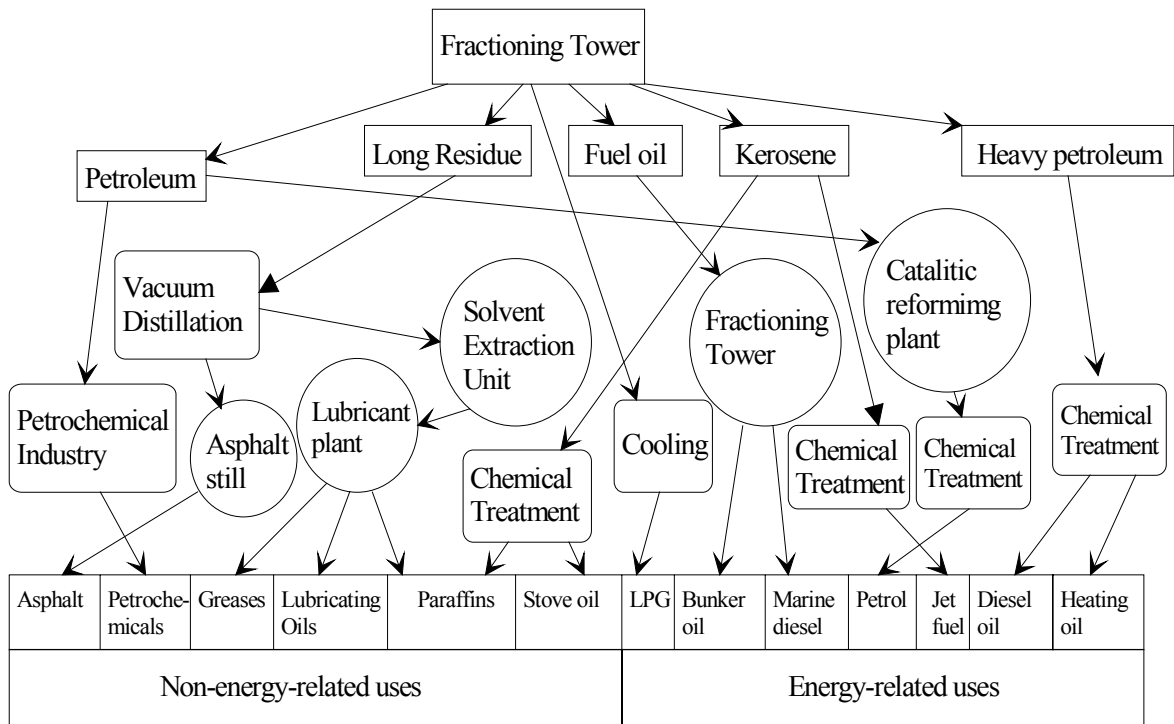 Fractioning Tower
Petroleum
Long Residue
Fuel oil
Kerosene
Heavy petroleum
Vacuum
Distillation
Solvent
Extraction
Unit
Fractioning
Tower
Catalitic
reformimg
plant
Petrochemical
Industry
Asphalt
still
Lubricant
plant
Chemical
Treatment
Cooling
Chemical
Treatment
Chemical
Treatment
Chemical
Treatment
Asphalt
Petroche-
micals
Greases
Lubricating
Oils
Paraffins
Stove oil
LPG
Bunker
oil
Marine
diesel
Petrol
Jet
fuel
Diesel
oil
Heating
oil
Non-energy-related uses
Energy-related uses